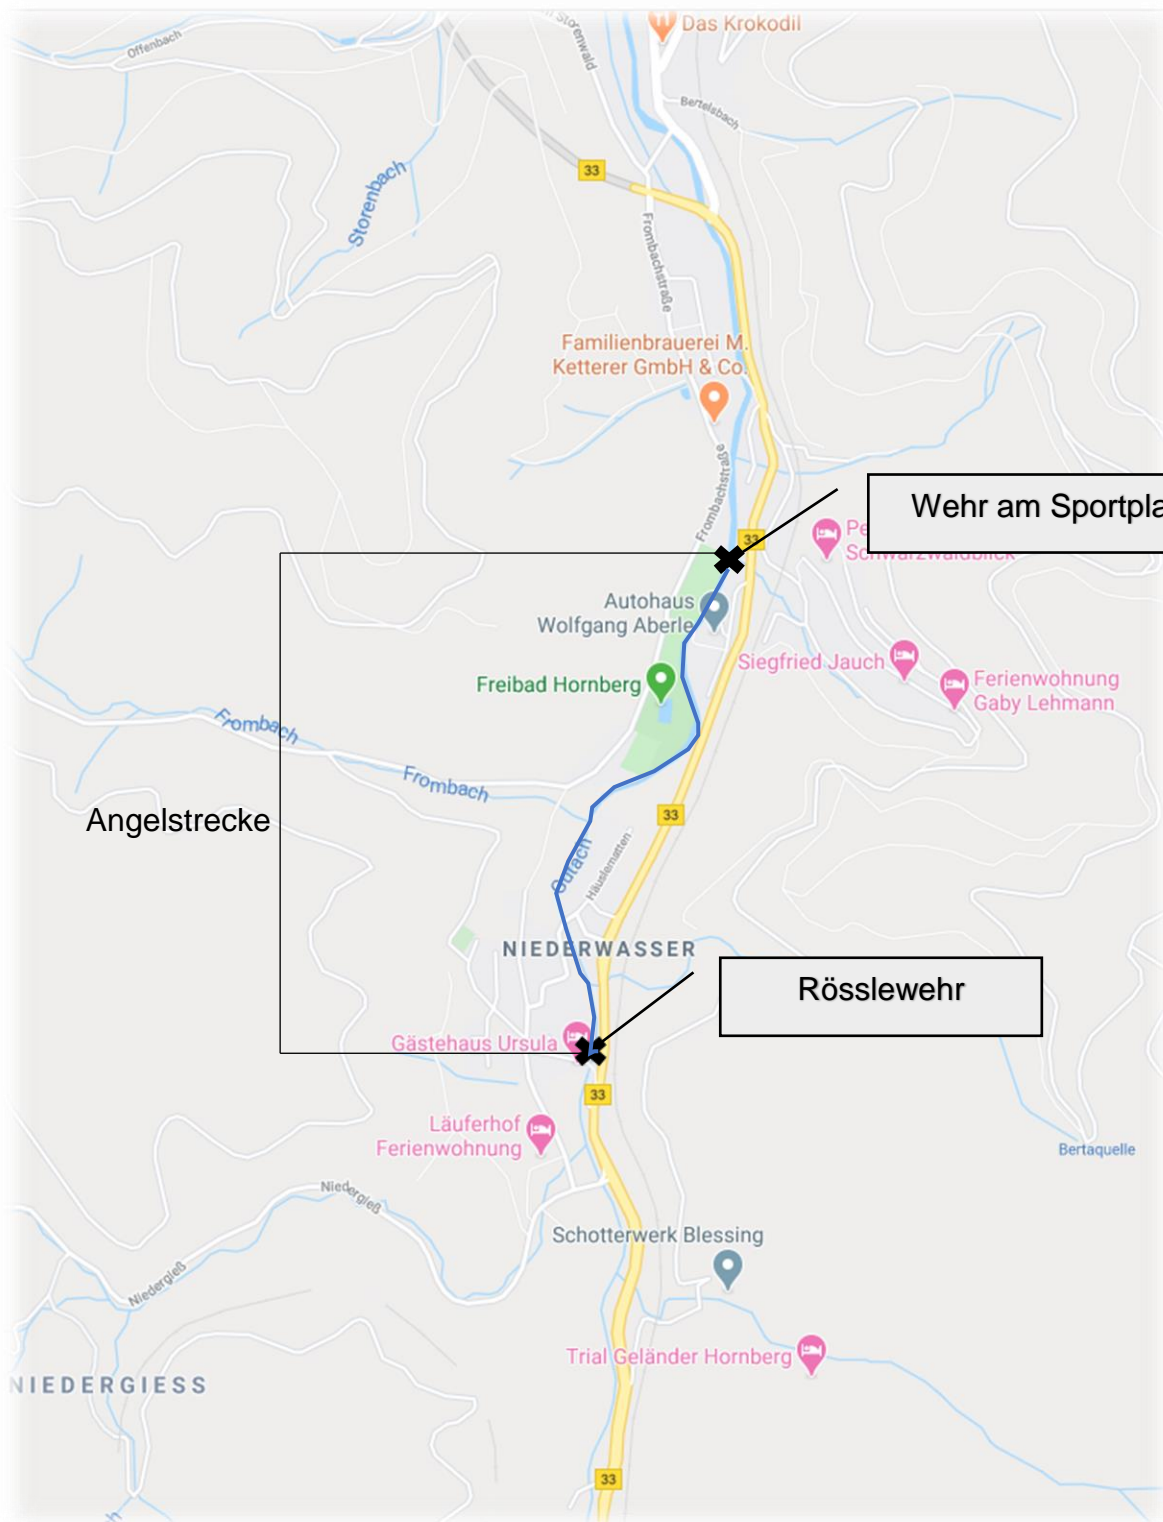 Das Krokodil
Offenbach
Storenwald
Bertelsbach
33
Storenbach
Frombachstraße
Familienbrauerei M.
Ketterer GmbH & Co.
Frombachstraße
Wehr am Sportpla
33
Pe
Schwarzwaldblick
Autohaus
Wolfgang Aberle
Siegfried Jauch
Freibad Hornberg
Ferienwohnung
Gaby Lehmann
Frombach
Frombach
Angelstrecke
33
Gutach
Häuslematten
NIEDERWASSER
Rösslewehr
Gästehaus Ursula
33
Läuferhof
Ferienwohnung
Bertaquelle
Niedergieß
Schotterwerk Blessing
Niedergieß
Trial Geländer Hornberg
NIEDERGIESS
33